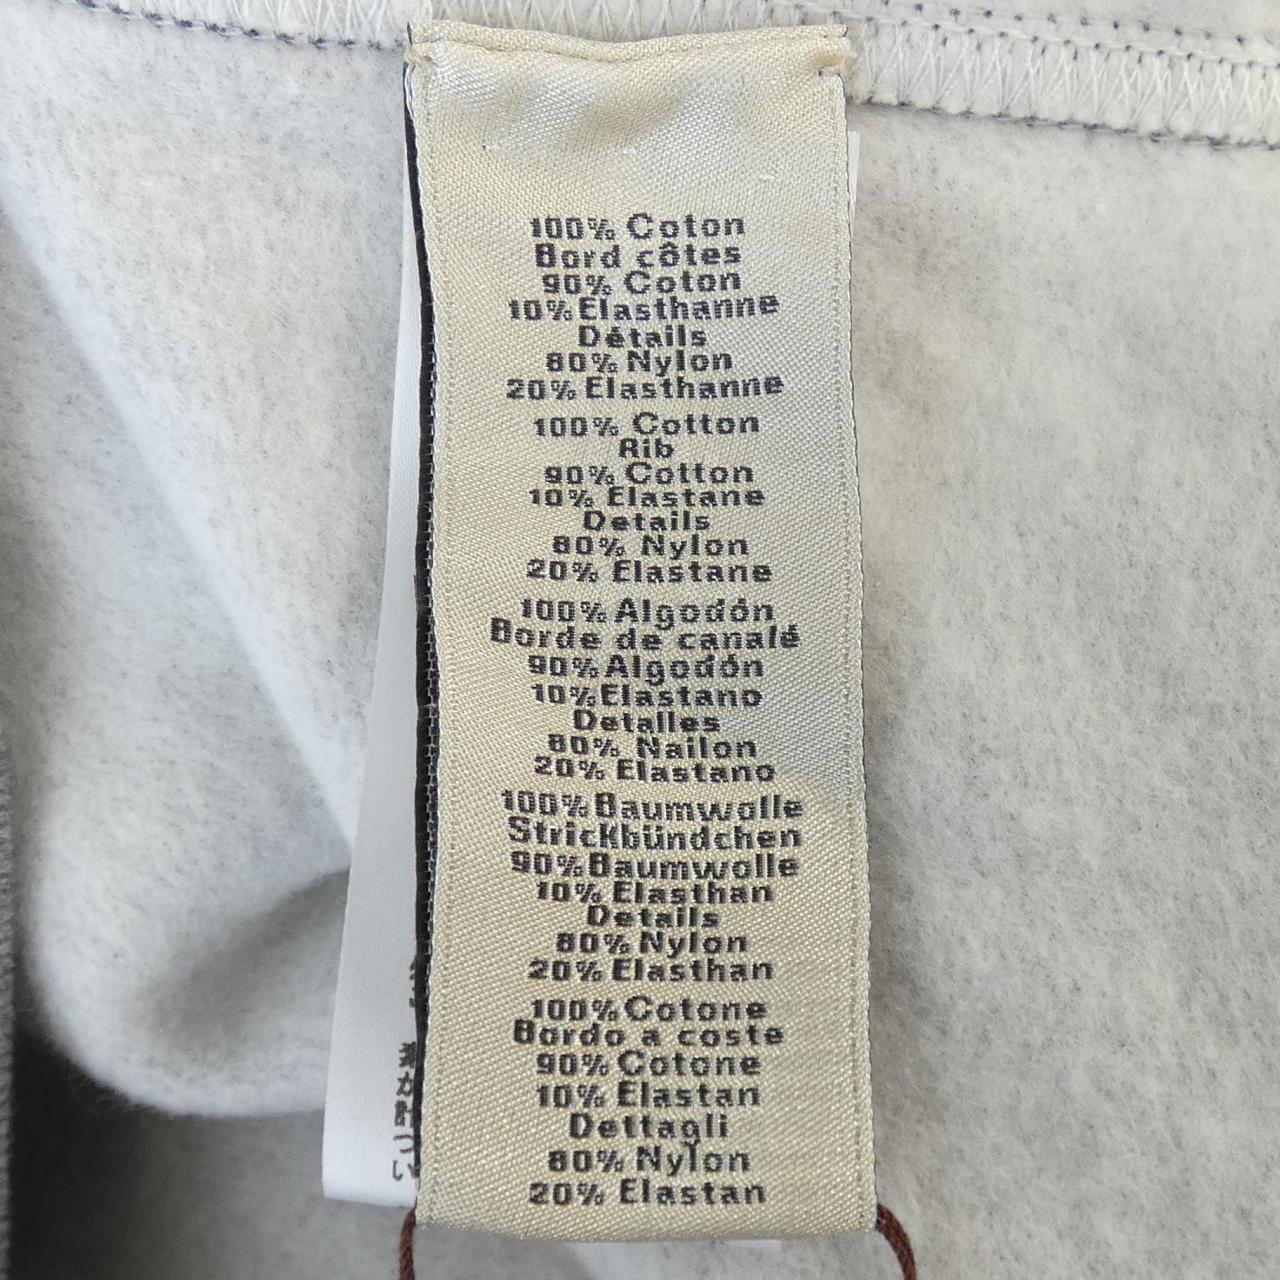 100% Coton
Bord côtes
90% Coton
10% Elasthanne
Détails
80% Nylon
20% Elasthanne
100% Cotton
Rib
90% Cotton
10% Elastane
Details
80% Nylon
20% Elastane
100% Algodón
Borde de canalé
90% Algodón
10% Elastano
Detalles
80% Nailon
20% Elastano
100% Baumwolle
Strickbündchen
90% Baumwolle
10% Elasthan
Details
80% Nylon
20% Elasthan
100% Cotone
Bordo a coste
90% Cotone
10% Elastan
Dettagli
80% Nylon
20% Elastan